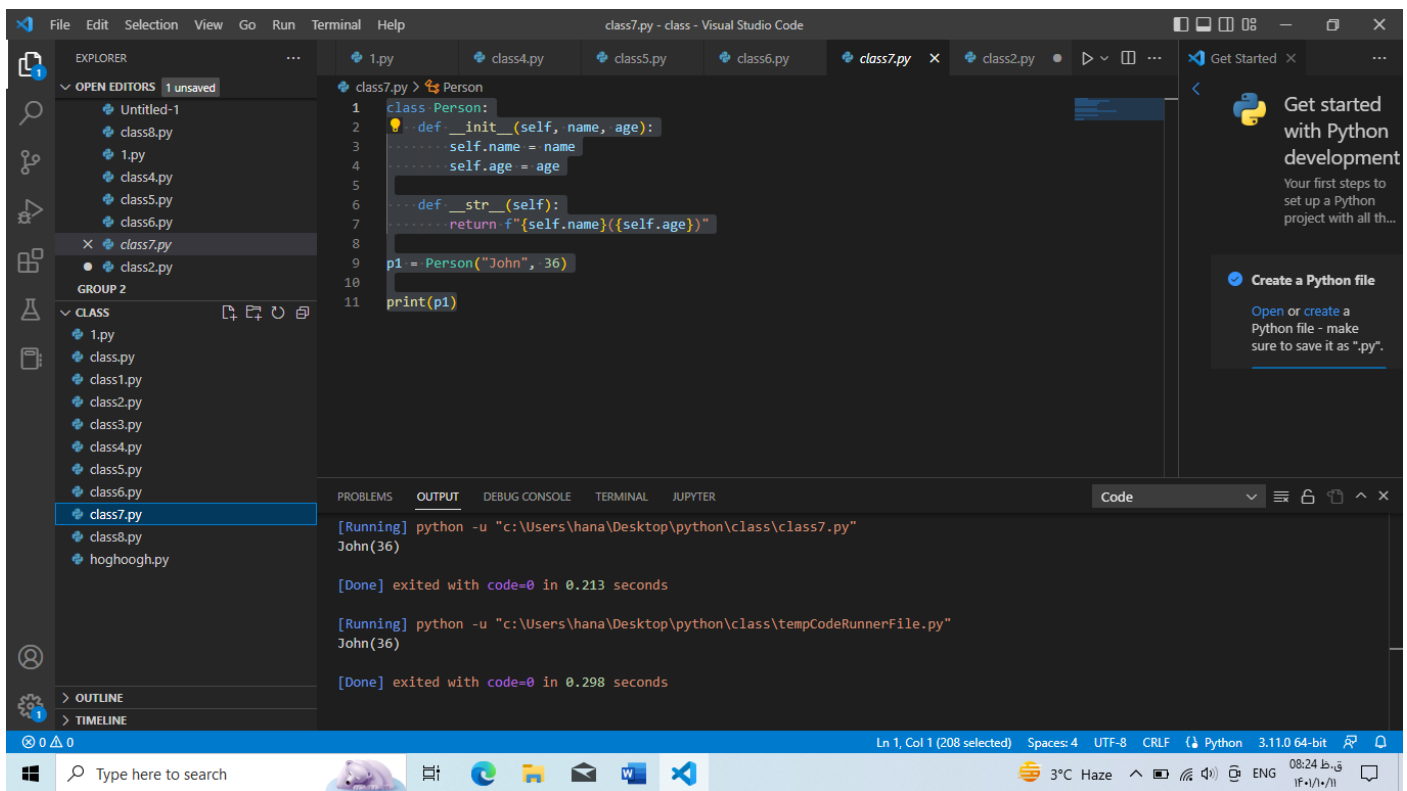 File Edit Selection View Go Run Terminal Help class7.py - class - Visual Studio Code
EXPLORER
OPEN EDITORS 1 unsaved
Untitled-1
class8.py
1.py
class4.py
class5.py
class6.py
class7.py
class2.py
GROUP 2
CLASS
1.py
class.py
class1.py
class2.py
class3.py
class4.py
class5.py
class6.py
class7.py
class8.py
hoghoogh.py
OUTLINE
TIMELINE
1.py class4.py class5.py class6.py class7.py class2.py
class7.py > Person
1 class Person:
2 def __init__(self, name, age):
3 self.name = name
4 self.age = age
5
6 def __str__(self):
7 return f"{self.name}({self.age})"
8
9 p1 = Person("John", 36)
10
11 print(p1)
Get Started
Get started
with Python
development
Your first steps to
set up a Python
project with all th...
Create a Python file
Open or create a
Python file - make
sure to save it as ".py".
PROBLEMS OUTPUT DEBUG CONSOLE TERMINAL JUPYTER Code
[Running] python -u "c:\Users\hana\Desktop\python\class\class7.py"
John(36)
[Done] exited with code=0 in 0.213 seconds
[Running] python -u "c:\Users\hana\Desktop\python\class\tempCodeRunnerFile.py"
John(36)
[Done] exited with code=0 in 0.298 seconds
0 0 Ln 1, Col 1 (208 selected) Spaces: 4 UTF-8 CRLF Python 3.11.0 64-bit
Type here to search 3°C Haze ENG
08:24 ق.ظ
۱۴۰۱/۱۰/۱۱